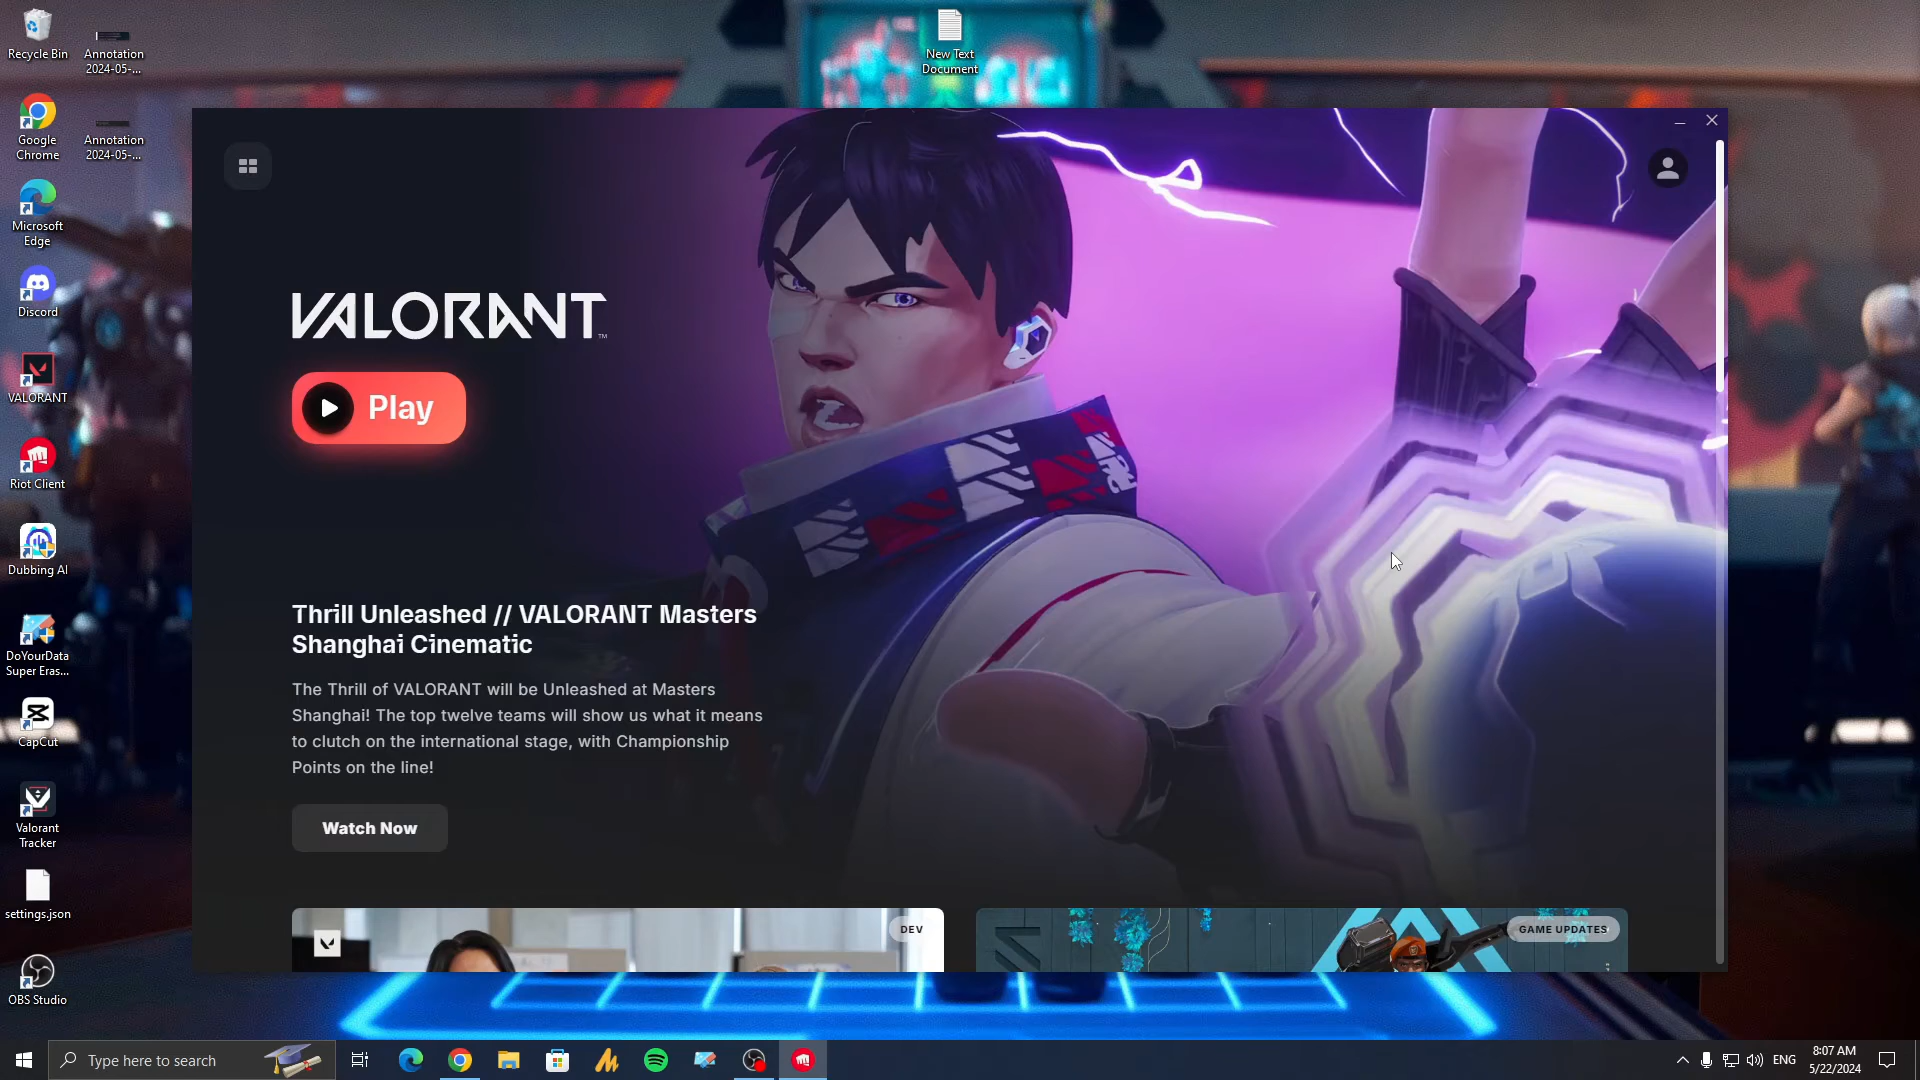 Recycle Bin
Annotation
2024-05-...
New Text
Document
Google
Chrome
Annotation
2024-05-...
Microsoft
Edge
Discord
VALORANT
Riot Client
Dubbing AI
DoYourData
Super Eras...
CapCut
Valorant
Tracker
settings.json
OBS Studio
VALORANT
Play
Thrill Unleashed // VALORANT Masters
Shanghai Cinematic
The Thrill of VALORANT will be Unleashed at Masters
Shanghai! The top twelve teams will show us what it means
to clutch on the international stage, with Championship
Points on the line!
Watch Now
DEV
GAME UPDATES
Type here to search
ENG
8:07 AM
5/22/2024